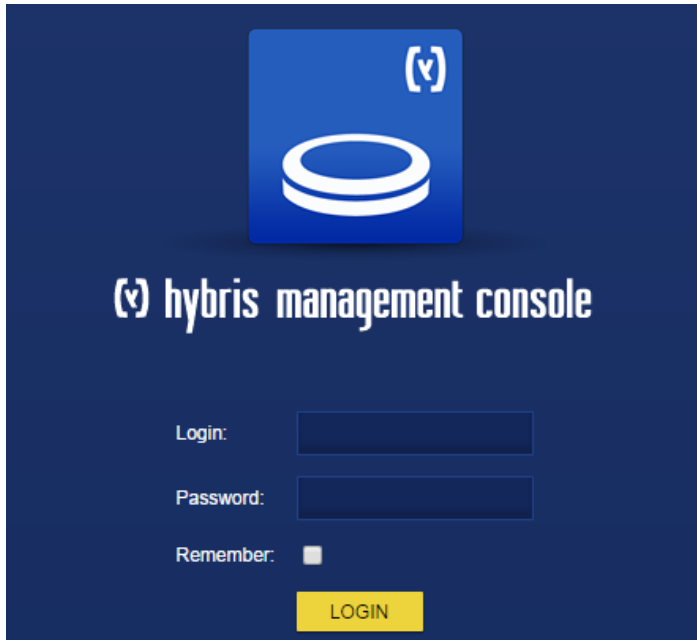 (y)
(y) hybris management console
Login:
Password:
Remember:
LOGIN